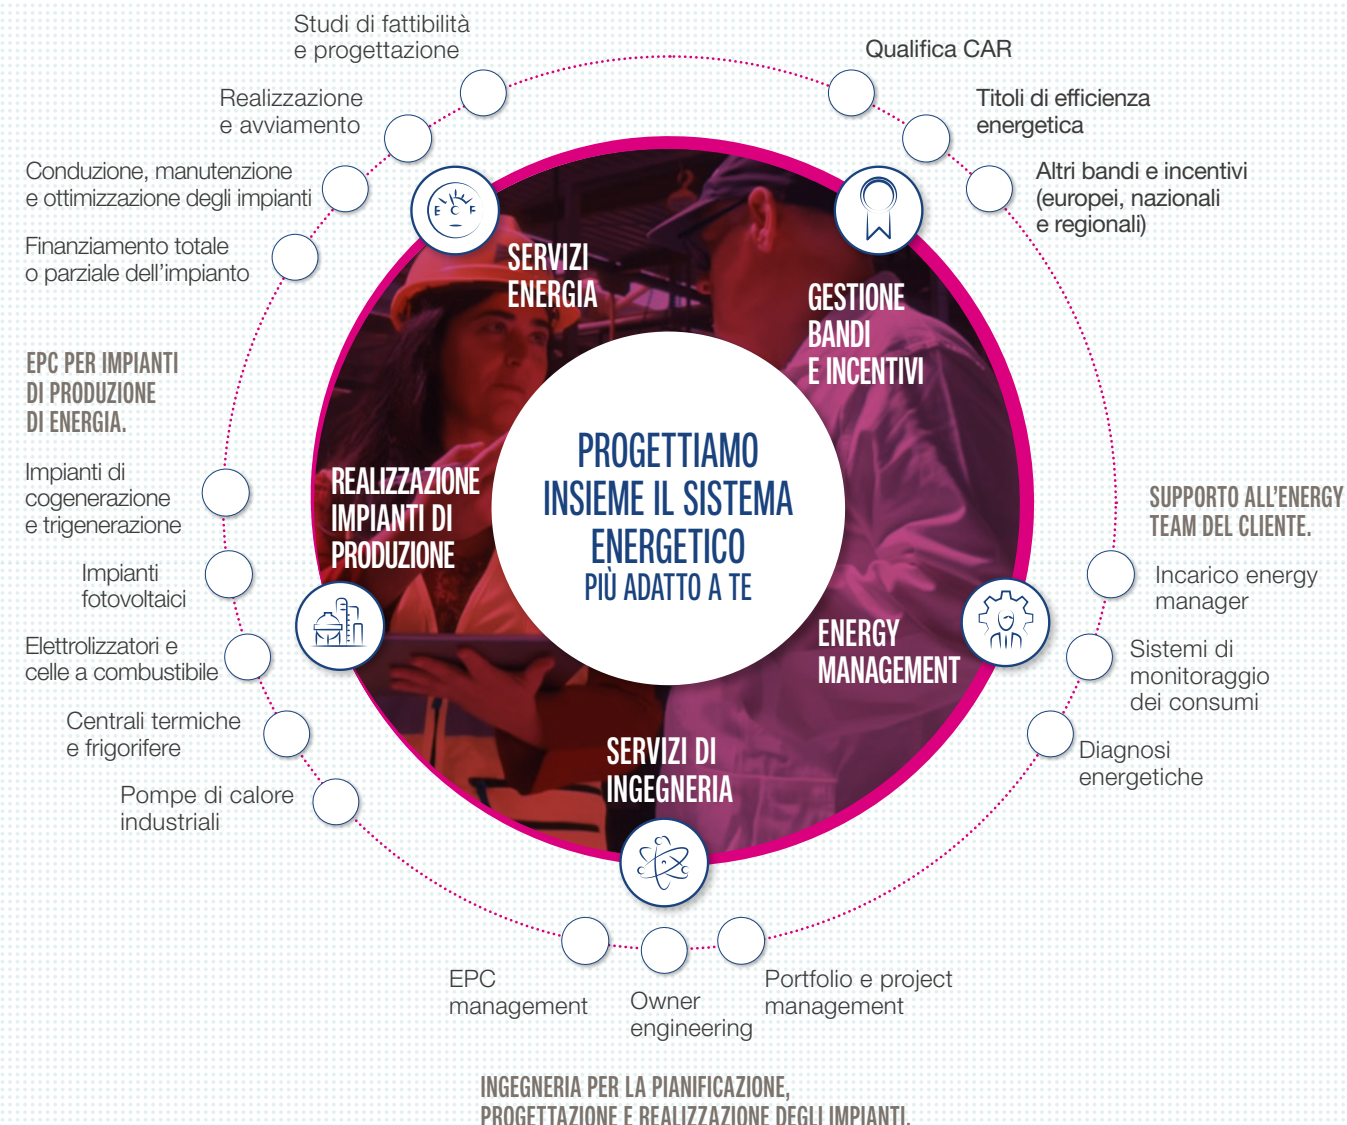 Studi di fattibilità
e progettazione
Qualifica CAR
Realizzazione
e avviamento
Titoli di efficienza
energetica
Conduzione, manutenzione
e ottimizzazione degli impianti
Altri bandi e incentivi
(europei, nazionali
e regionali)
Finanziamento totale
o parziale dell'impianto
SERVIZI
ENERGIA
GESTIONE
BANDI
E INCENTIVI
EPC PER IMPIANTI
DI PRODUZIONE
DI ENERGIA.
PROGETTIAMO
INSIEME IL SISTEMA
ENERGETICO
PIÙ ADATTO A TE
Impianti di
cogenerazione
e trigenerazione
REALIZZAZIONE
IMPIANTI DI
PRODUZIONE
SUPPORTO ALL'ENERGY
TEAM DEL CLIENTE.
Impianti
fotovoltaici
Incarico energy
manager
Elettrolizzatori e
celle a combustibile
ENERGY
MANAGEMENT
Sistemi di
monitoraggio
dei consumi
Centrali termiche
e frigorifere
Diagnosi
energetiche
SERVIZI DI
INGEGNERIA
Pompe di calore
industriali
EPC
management
Owner
engineering
Portfolio e project
management
INGEGNERIA PER LA PIANIFICAZIONE,
PROGETTAZIONE E REALIZZAZIONE DEGLI IMPIANTI.